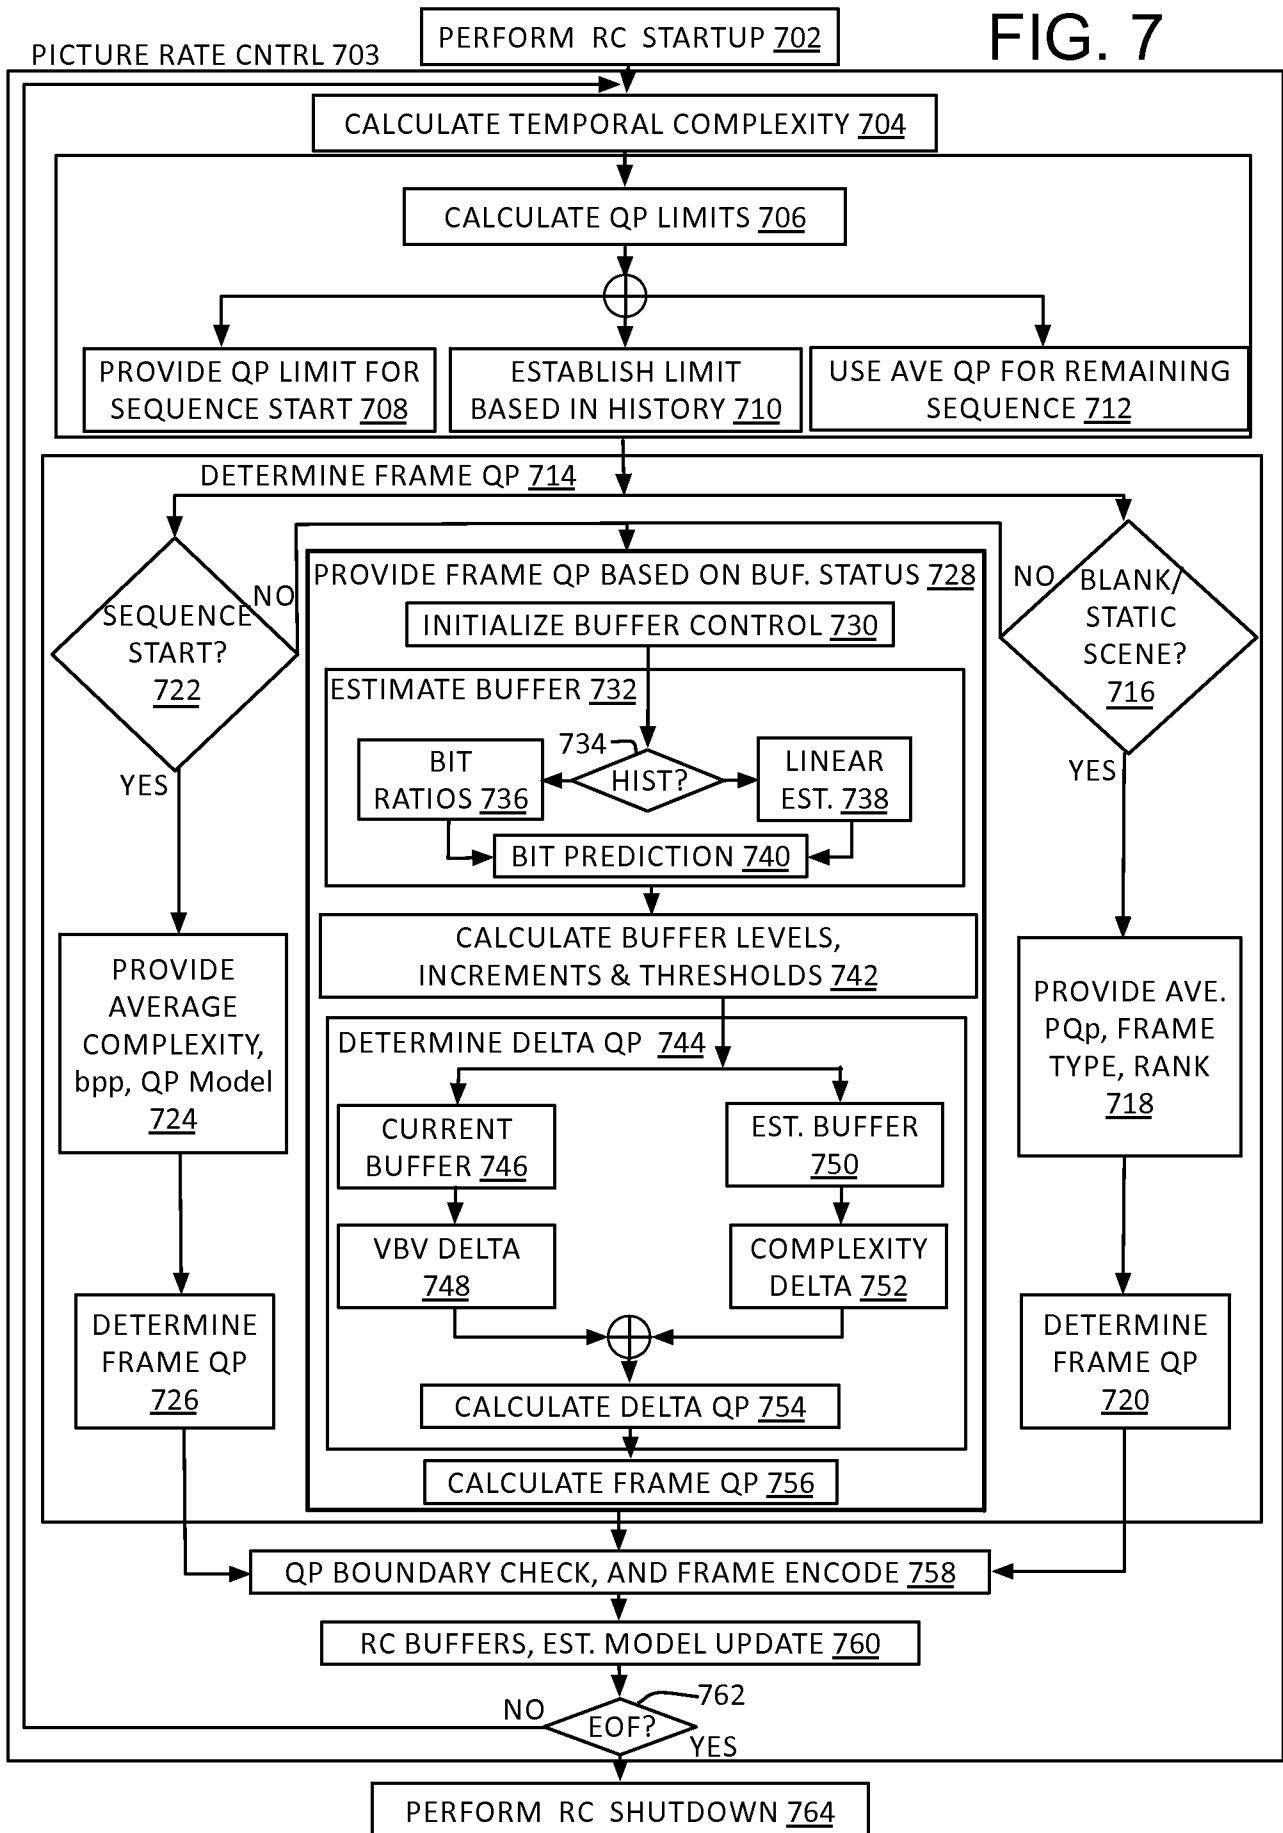 FIG. 7
PERFORM RC STARTUP 702
PICTURE RATE CNTRL 703
CALCULATE TEMPORAL COMPLEXITY 704
CALCULATE QP LIMITS 706
PROVIDE QP LIMIT FOR
SEQUENCE START 708
ESTABLISH LIMIT
BASED IN HISTORY 710
USE AVE QP FOR REMAINING
SEQUENCE 712
DETERMINE FRAME QP 714
SEQUENCE
START?
722
NO
YES
PROVIDE
AVERAGE
COMPLEXITY,
bpp, QP Model
724
DETERMINE
FRAME QP
726
PROVIDE FRAME QP BASED ON BUF. STATUS 728
INITIALIZE BUFFER CONTROL 730
ESTIMATE BUFFER 732
734
HIST?
BIT
RATIOS 736
LINEAR
EST. 738
BIT PREDICTION 740
CALCULATE BUFFER LEVELS,
INCREMENTS & THRESHOLDS 742
DETERMINE DELTA QP 744
CURRENT
BUFFER 746
VBV DELTA
748
EST. BUFFER
750
COMPLEXITY
DELTA 752
CALCULATE DELTA QP 754
CALCULATE FRAME QP 756
NO
BLANK/
STATIC
SCENE?
716
YES
PROVIDE AVE.
PQp, FRAME
TYPE, RANK
718
DETERMINE
FRAME QP
720
QP BOUNDARY CHECK, AND FRAME ENCODE 758
RC BUFFERS, EST. MODEL UPDATE 760
762
NO
EOF?
YES
PERFORM RC SHUTDOWN 764